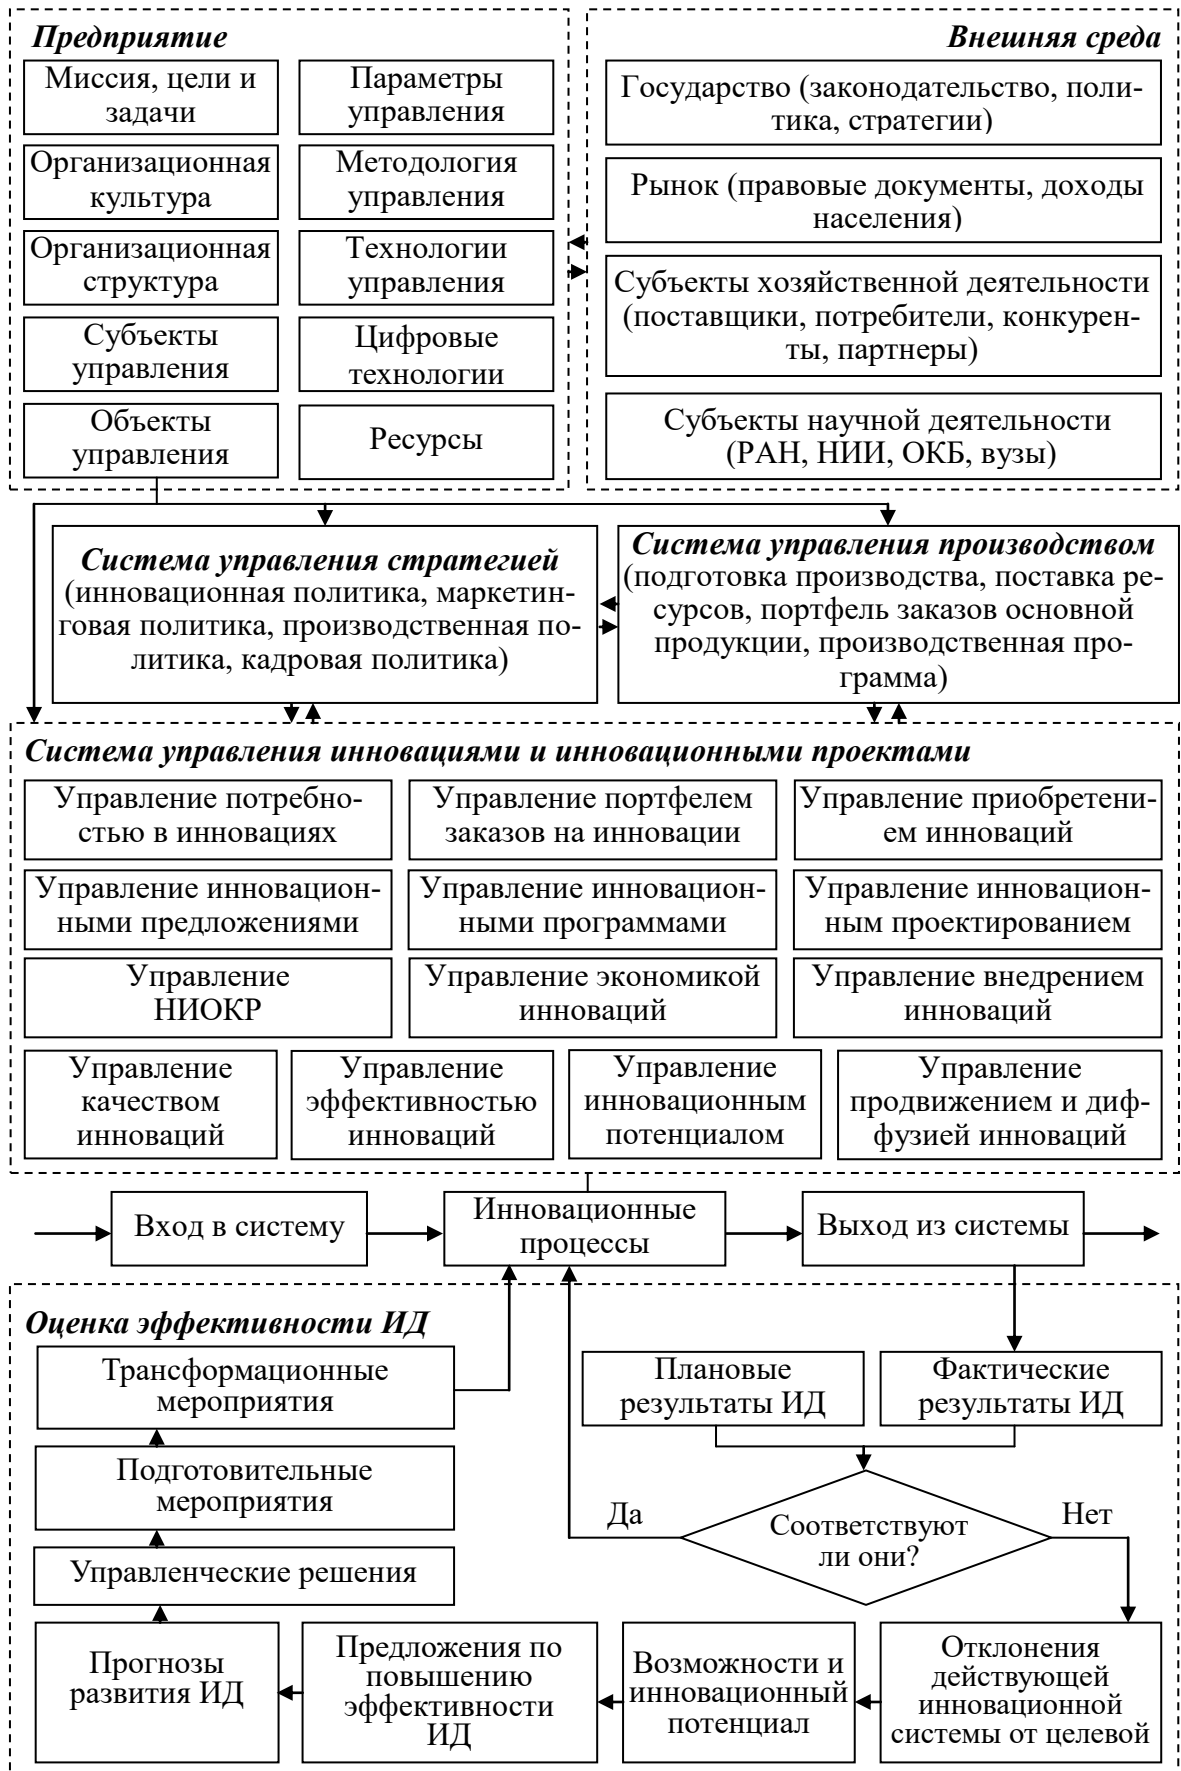 Предприятие
Миссия, цели и
задачи
Организационная
культура
Организационная
структура
Субъекты
управления
Объекты
управления
Параметры
управления
Методология
управления
Технологии
управления
Цифровые
технологии
Ресурсы
Внешняя среда
Государство (законодательство, поли-
тика, стратегии)
Рынок (правовые документы, доходы
населения)
Субъекты хозяйственной деятельности
(поставщики, потребители, конкурен-
ты, партнеры)
Субъекты научной деятельности
(РАН, НИИ, ОКБ, вузы)
Система управления стратегией
(инновационная политика, маркетин-
говая политика, производственная по-
литика, кадровая политика)
Система управления производством
(подготовка производства, поставка ре-
сурсов, портфель заказов основной
продукции, производственная про-
грамма)
Система управления инновациями и инновационными проектами
Управление потребно-
стью в инновациях
Управление портфелем
заказов на инновации
Управление приобретени-
ем инноваций
Управление инновацион-
ными предложениями
Управление инновацион-
ными программами
Управление инновацион-
ным проектированием
Управление
НИОКР
Управление экономикой
инноваций
Управление внедрением
инноваций
Управление
качеством
инноваций
Управление
эффективностью
инноваций
Управление
инновационным
потенциалом
Управление
продвижением и диф-
фузией инноваций
Вход в систему
Инновационные
процессы
Выход из системы
Оценка эффективности ИД
Трансформационные
мероприятия
Подготовительные
мероприятия
Управленческие решения
Плановые
результаты ИД
Фактические
результаты ИД
Да
Соответствуют
ли они?
Нет
Прогнозы
развития ИД
Предложения по
повышению
эффективности
ИД
Возможности и
инновационный
потенциал
Отклонения
действующей
инновационной
системы от целевой